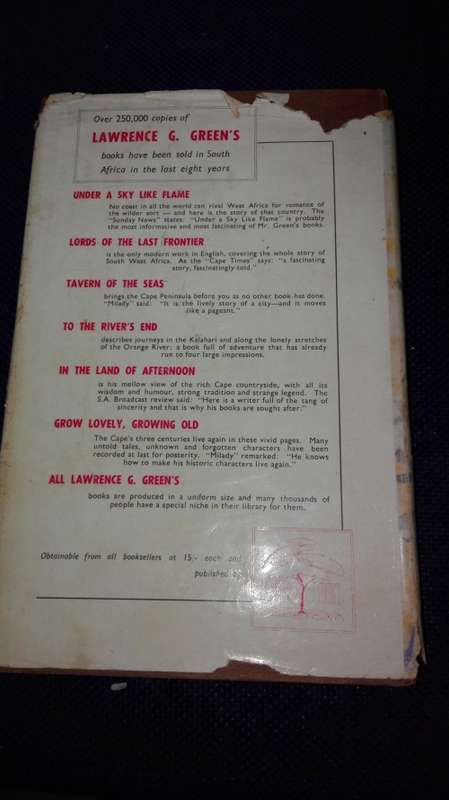 Over 250,000 copies of
LAWRENCE G. GREEN'S
books have been sold in South
Africa in the last eight years
UNDER A SKY LIKE FLAME
No coast in all the world can rival West Africa for romance of
the wilder sort — and here is the story of that country. The
"Sunday News" states: "Under a Sky Like Flame" is probably
the most informative and most fascinating of Mr. Green's books.
LORDS OF THE LAST FRONTIER
is the only modern work in English, covering the whole story of
South West Africa. As the "Cape Times" says: "a fascinating
story, fascinatingly told."
TAVERN OF THE SEAS
brings the Cape Peninsula before you as no other book has done.
"Milady" said: "It is the lively story of a city—and it moves
like a pageant."
TO THE RIVER'S END
describes journeys in the Kalahari and along the lonely stretches
of the Orange River; a book full of adventure that has already
run to four large impressions.
IN THE LAND OF AFTERNOON
is his mellow view of the rich Cape countryside, with all its
wisdom and humour, strong tradition and strange legend. The
S.A. Broadcast review said: "Here is a writer full of the tang of
sincerity and that is why his books are sought after."
GROW LOVELY, GROWING OLD
The Cape's three centuries live again in these vivid pages. Many
untold tales, unknown and forgotten characters have been
recorded at last for posterity. "Milady" remarked: "He knows
how to make his historic characters live again."
ALL LAWRENCE G. GREEN'S
books are produced in a uniform size and many thousands of
people have a special niche in their library for them.
Obtainable from all booksellers at 15/- each and
published by